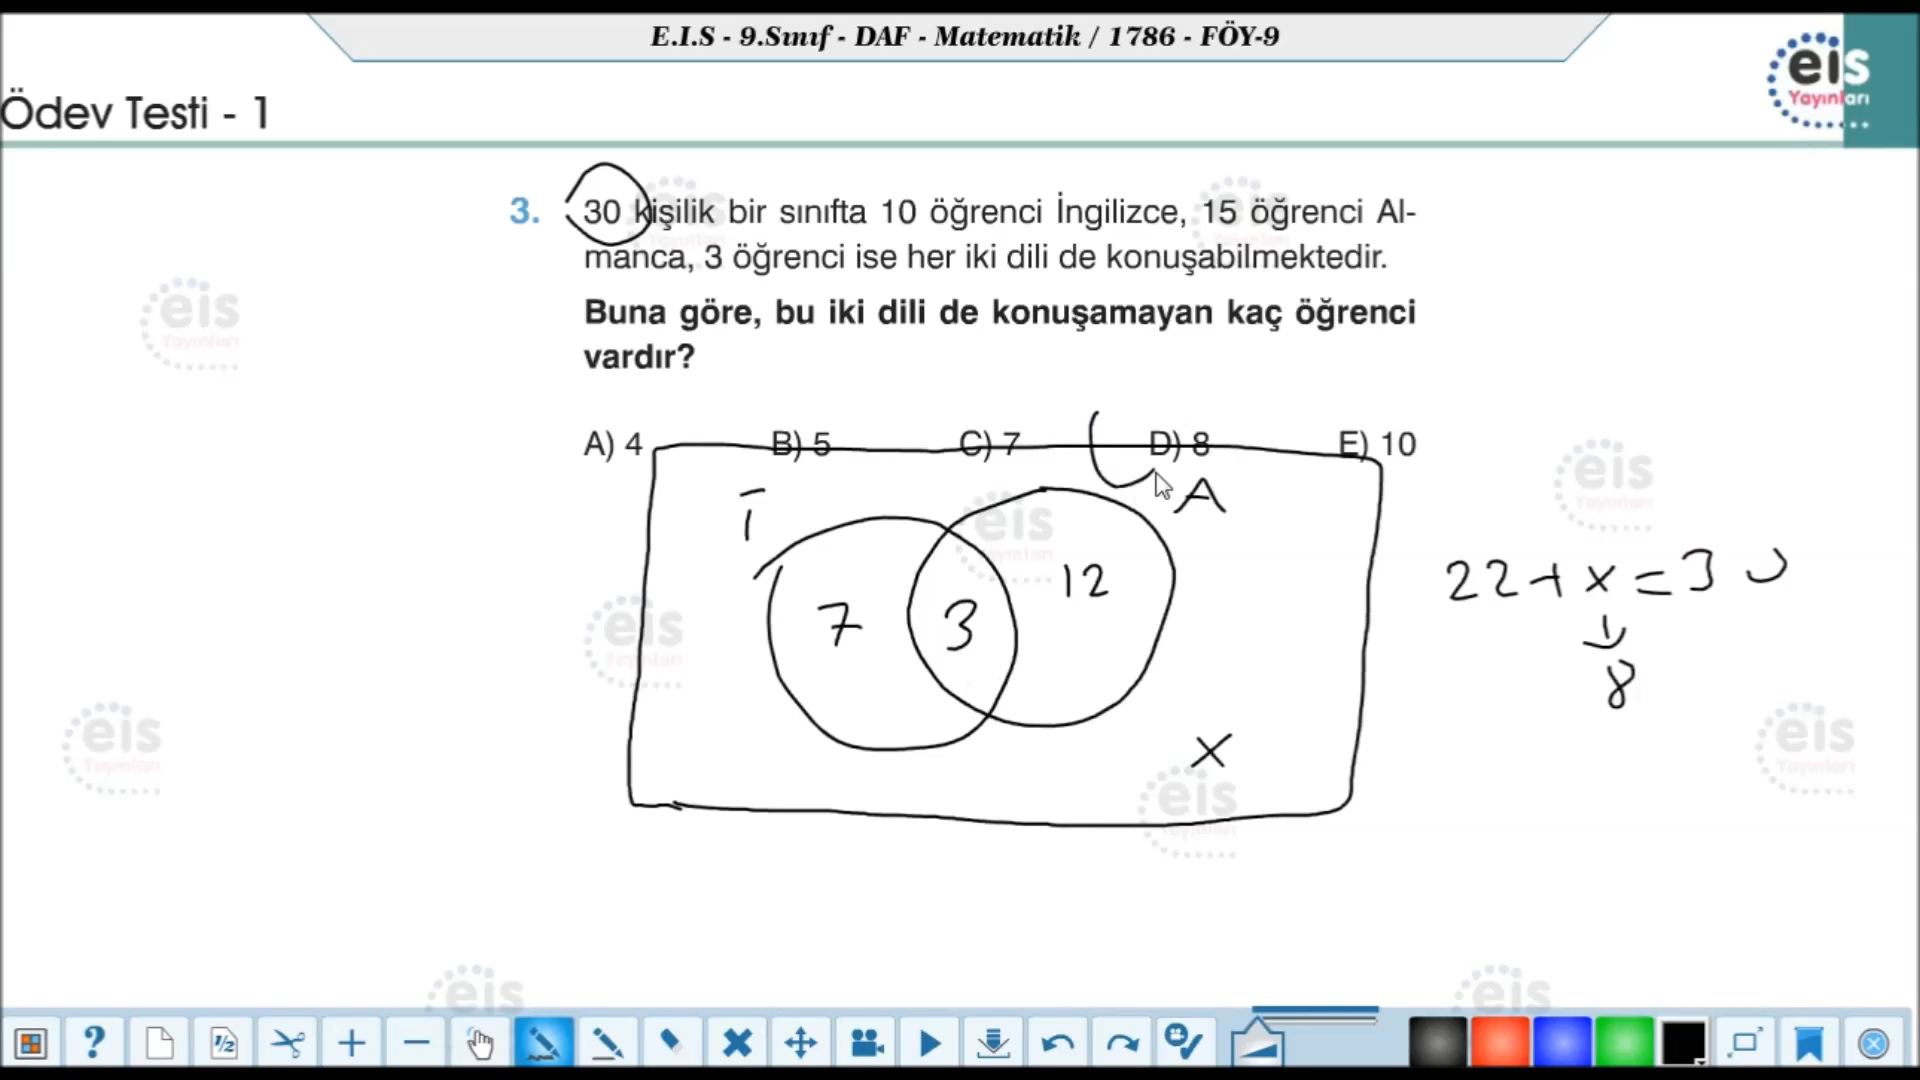 E.I.S - 9.Sınıf - DAF - Matematik / 1786 - FÖY-9
eis
Yayınları
Ödev Testi - 1
3. 30 kişilik bir sınıfta 10 öğrenci İngilizce, 15 öğrenci Al-
manca, 3 öğrenci ise her iki dili de konuşabilmektedir.
Buna göre, bu iki dili de konuşamayan kaç öğrenci
vardır?
A) 4 B) 5 C) 7 D) 8 E) 10
İ A
7 3 12
x
22 + x = 30
8